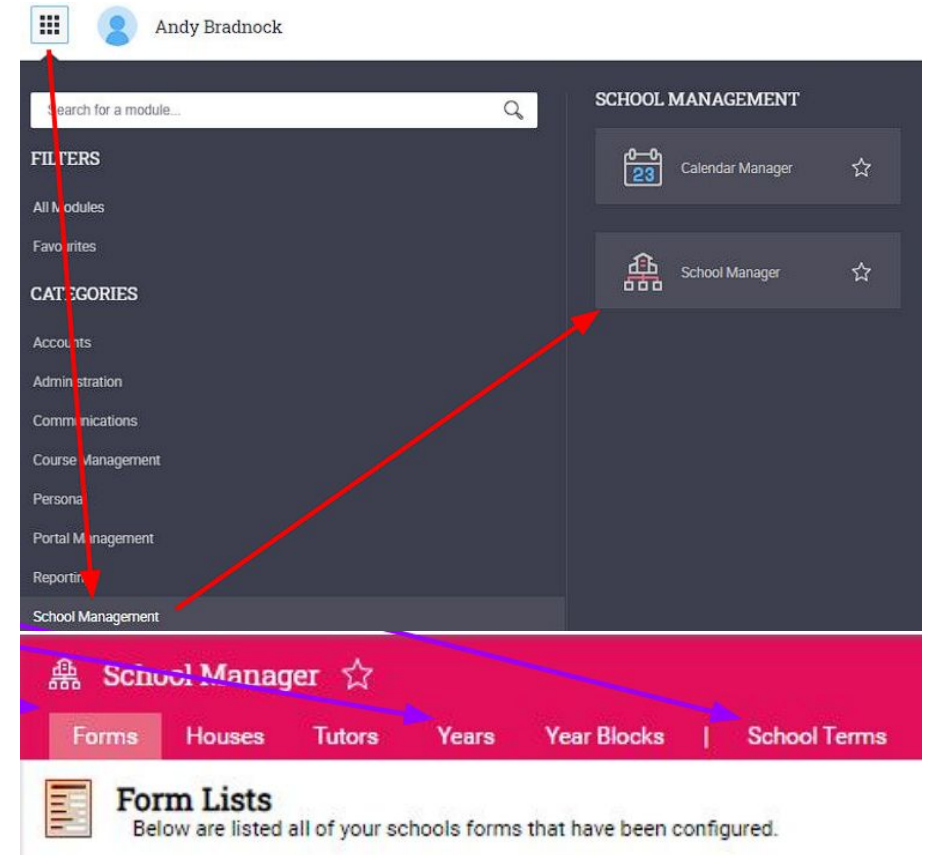 Andy Bradnock
Search for a module...
FILTERS
All Modules
Favourites
CATEGORIES
Accounts
Administration
Communications
Course Management
Personal
Portal Management
Reporting
School Management
SCHOOL MANAGEMENT
23
Calendar Manager
School Manager
School Manager
Forms Houses Tutors Years Year Blocks | School Terms
Form Lists
Below are listed all of your schools forms that have been configured.